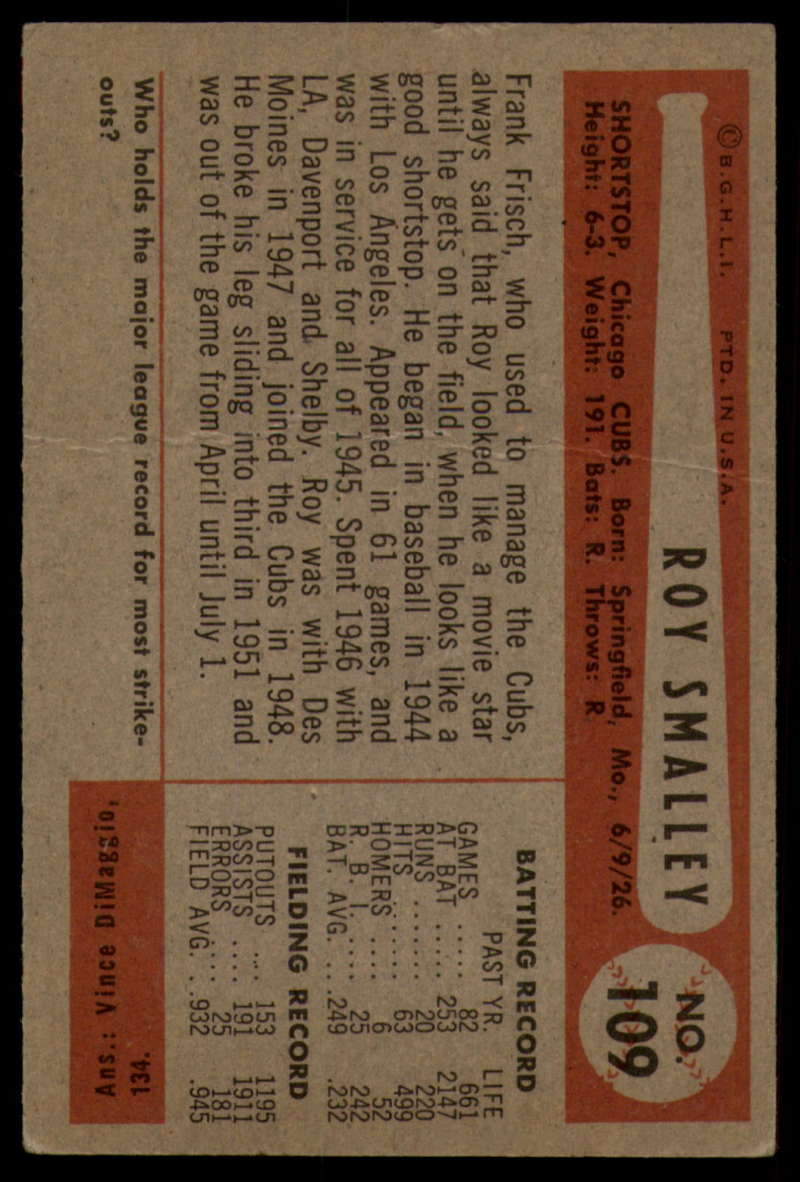 © B.G.H.L.I. PTD. IN U.S.A.
ROY SMALLEY
NO. 109
SHORTSTOP, Chicago CUBS. Born: Springfield, Mo., 6/9/26.
Height: 6-3. Weight: 191. Bats: R. Throws: R
Frank Frisch, who used to manage the Cubs,
always said that Roy looked like a movie star
until he gets on the field, when he looks like a
good shortstop. He began in baseball in 1944
with Los Angeles. Appeared in 61 games, and
was in service for all of 1945. Spent 1946 with
LA, Davenport and Shelby. Roy was with Des
Moines in 1947 and joined the Cubs in 1948.
He broke his leg sliding into third in 1951 and
was out of the game from April until July 1.
BATTING RECORD
PAST YR. LIFE
GAMES ..... 82 661
AT BAT ..... 253 2147
RUNS ....... 20 220
HITS ....... 63 499
HOMERS .... 6 52
R. B. I. .... 25 242
BAT. AVG. .. .249 .232
FIELDING RECORD
PUTOUTS ... 153 1195
ASSISTS .... 191 1911
ERRORS .... 25 181
FIELD AVG. . .932 .945
Who holds the major league record for most strike-
outs?
Ans.: Vince DiMaggio,
134.